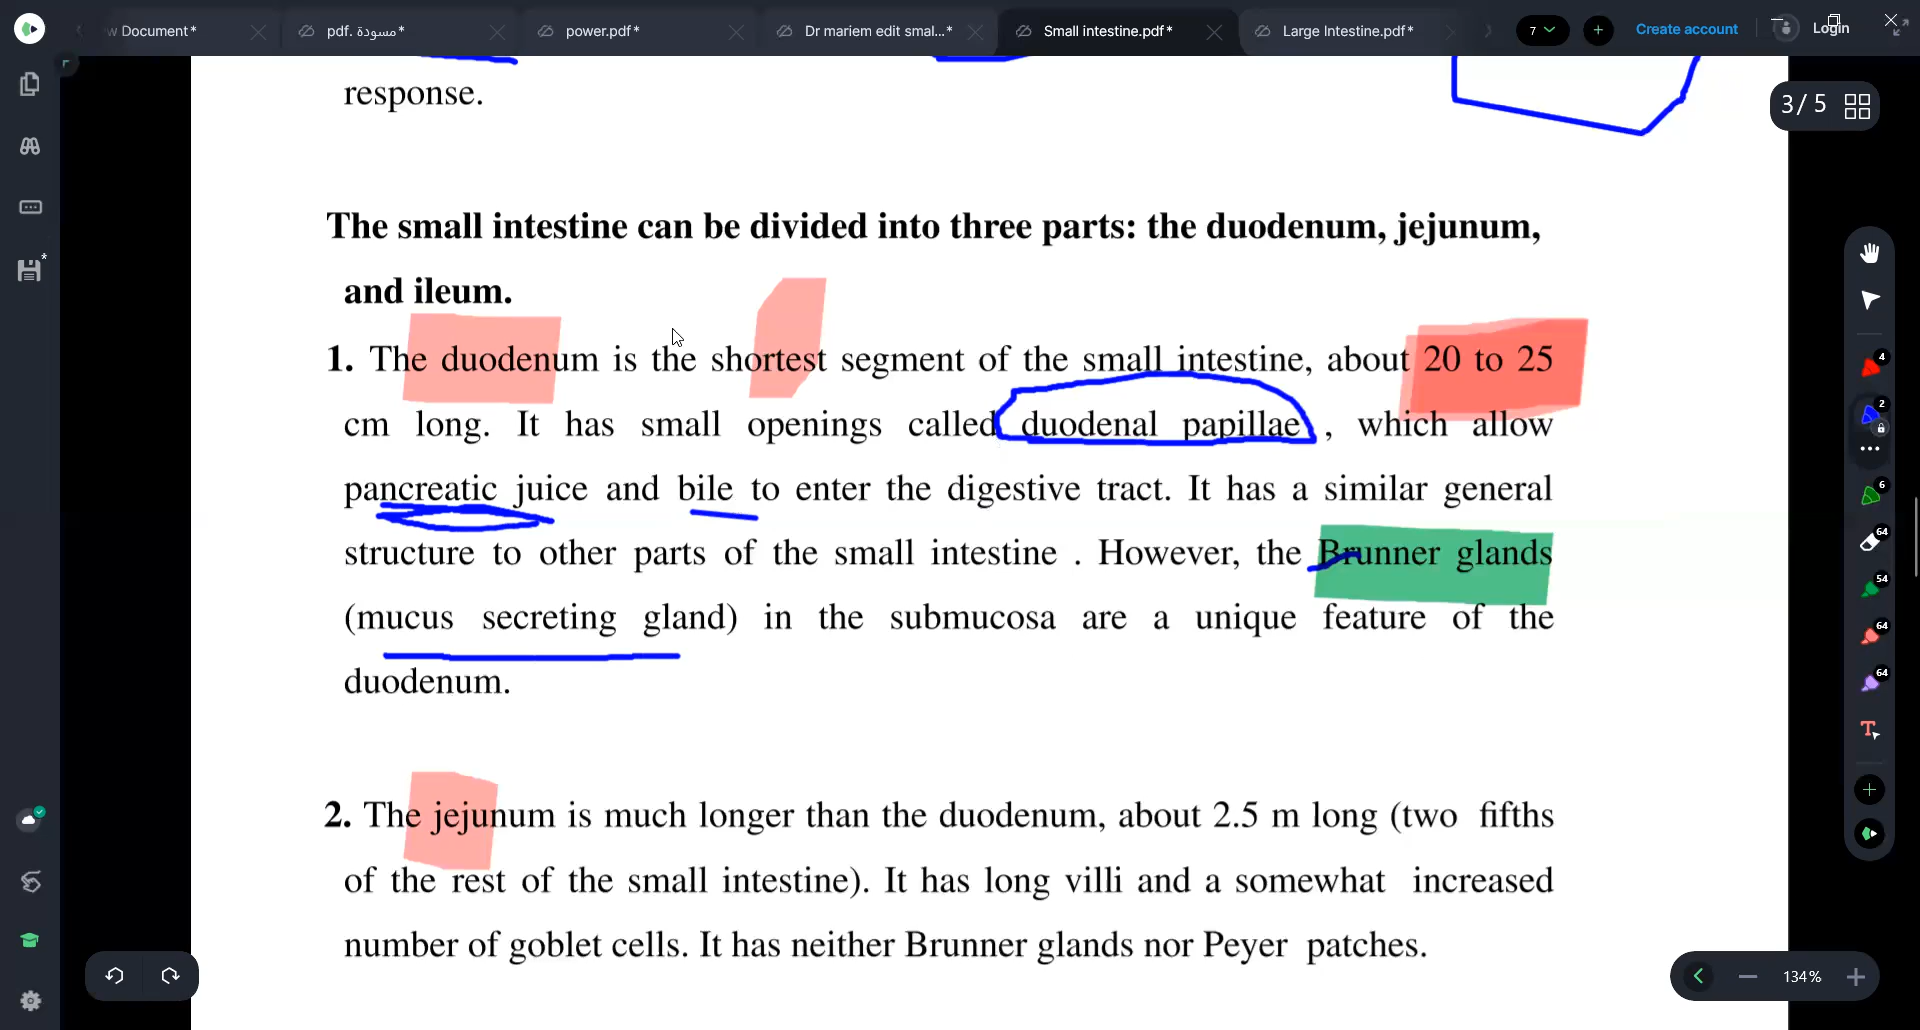 w Document*
pdf. مسودة*
power.pdf*
Dr mariem edit smal...*
Small intestine.pdf*
Large Intestine.pdf*
7
Create account
Login
3/ 5
response.
The small intestine can be divided into three parts: the duodenum, jejunum,
and ileum.
1. The duodenum is the shortest segment of the small intestine, about 20 to 25
cm long. It has small openings called duodenal papillae , which allow
pancreatic juice and bile to enter the digestive tract. It has a similar general
structure to other parts of the small intestine . However, the Brunner glands
(mucus secreting gland) in the submucosa are a unique feature of the
duodenum.
2. The jejunum is much longer than the duodenum, about 2.5 m long (two fifths
of the rest of the small intestine). It has long villi and a somewhat increased
number of goblet cells. It has neither Brunner glands nor Peyer patches.
4
2
6
64
54
64
64
T
134%